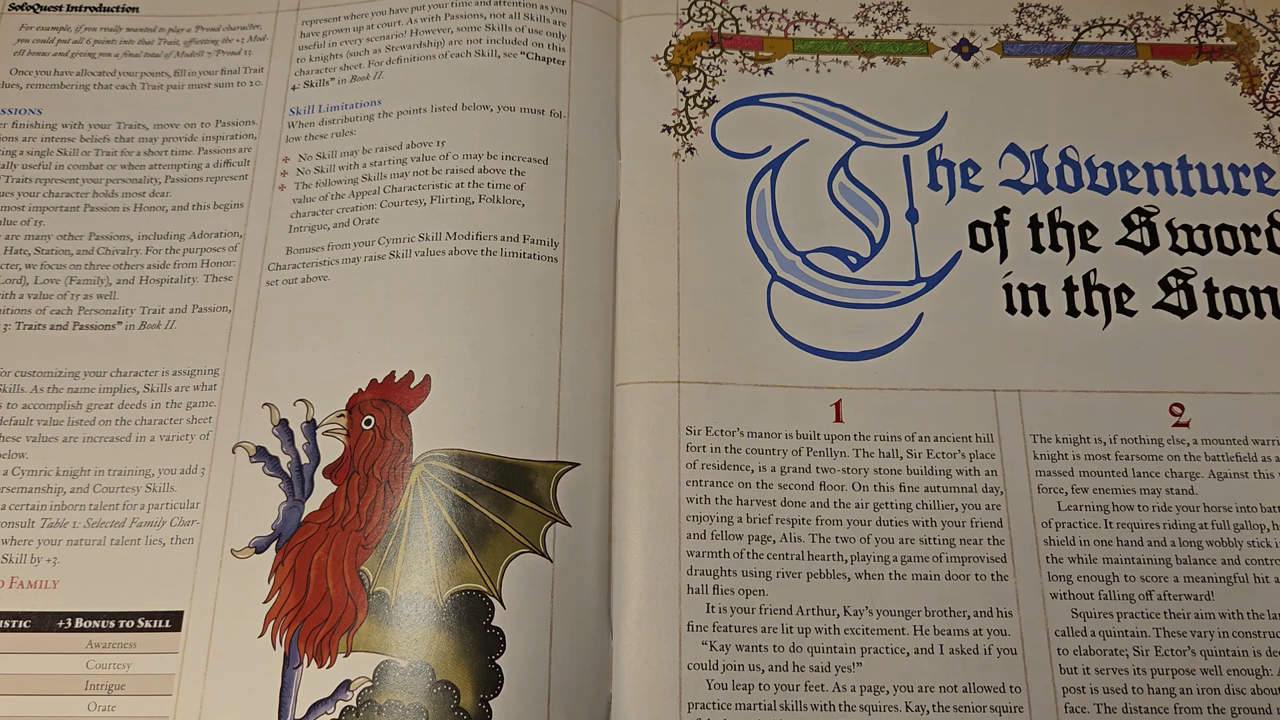 SoloQuest Introduction
For example, if you really wanted to play a Proud character,
you could put all 6 points into that Trait, offsetting the +3 Mod-
est bonus and giving you a final total of Modest 7/Proud 13.
Once you have allocated your points, fill in your final Trait
values, remembering that each Trait pair must sum to 20.
SSIONS
er finishing with your Traits, move on to Passions.
ions are intense beliefs that may provide inspiration,
ting a single Skill or Trait for a short time. Passions are
ally useful in combat or when attempting a difficult
Traits represent your personality, Passions represent
ues your character holds most dear.
most important Passion is Honor, and this begins
alue of 15.
are many other Passions, including Adoration,
Hate, Station, and Chivalry. For the purposes of
cter, we focus on three others aside from Honor:
Lord), Love (Family), and Hospitality. These
ith a value of 15 as well.
nitions of each Personality Trait and Passion,
3: Traits and Passions" in Book II.
for customizing your character is assigning
Skills. As the name implies, Skills are what
s to accomplish great deeds in the game.
default value listed on the character sheet
hese values are increased in a variety of
below.
a Cymric knight in training, you add 3
rsemanship, and Courtesy Skills.
a certain inborn talent for a particular
onsult Table 1: Selected Family Char-
where your natural talent lies, then
Skill by +3.
D FAMILY
ISTIC +3 BONUS TO SKILL
Awareness
Courtesy
Intrigue
Orate
represent where you have put your time and attention as you
have grown up at court. As with Passions, not all Skills are
useful in every scenario! However, some Skills of use only
to knights (such as Stewardship) are not included on this
character sheet. For definitions of each Skill, see "Chapter
4: Skills" in Book II.
Skill Limitations
When distributing the points listed below, you must fol-
low these rules:
No Skill may be raised above 15
No Skill with a starting value of 0 may be increased
The following Skills may not be raised above the
value of the Appeal Characteristic at the time of
character creation: Courtesy, Flirting, Folklore,
Intrigue, and Orate
Bonuses from your Cymric Skill Modifiers and Family
Characteristics may raise Skill values above the limitations
set out above.
The Adventure
of the Sword
in the Ston
1
Sir Ector's manor is built upon the ruins of an ancient hill
fort in the country of Penllyn. The hall, Sir Ector's place
of residence, is a grand two-story stone building with an
entrance on the second floor. On this fine autumnal day,
with the harvest done and the air getting chillier, you are
enjoying a brief respite from your duties with your friend
and fellow page, Alis. The two of you are sitting near the
warmth of the central hearth, playing a game of improvised
draughts using river pebbles, when the main door to the
hall flies open.
It is your friend Arthur, Kay's younger brother, and his
fine features are lit up with excitement. He beams at you.
"Kay wants to do quintain practice, and I asked if you
could join us, and he said yes!"
You leap to your feet. As a page, you are not allowed to
practice martial skills with the squires. Kay, the senior squire
2
The knight is, if nothing else, a mounted warri
knight is most fearsome on the battlefield as a
massed mounted lance charge. Against this
force, few enemies may stand.
Learning how to ride your horse into batt
of practice. It requires riding at full gallop, h
shield in one hand and a long wobbly stick i
the while maintaining balance and contro
long enough to score a meaningful hit a
without falling off afterward!
Squires practice their aim with the la
called a quintain. These vary in construc
to elaborate; Sir Ector's quintain is de
but it serves its purpose well enough: A
post is used to hang an iron disc about
face. The distance from the ground